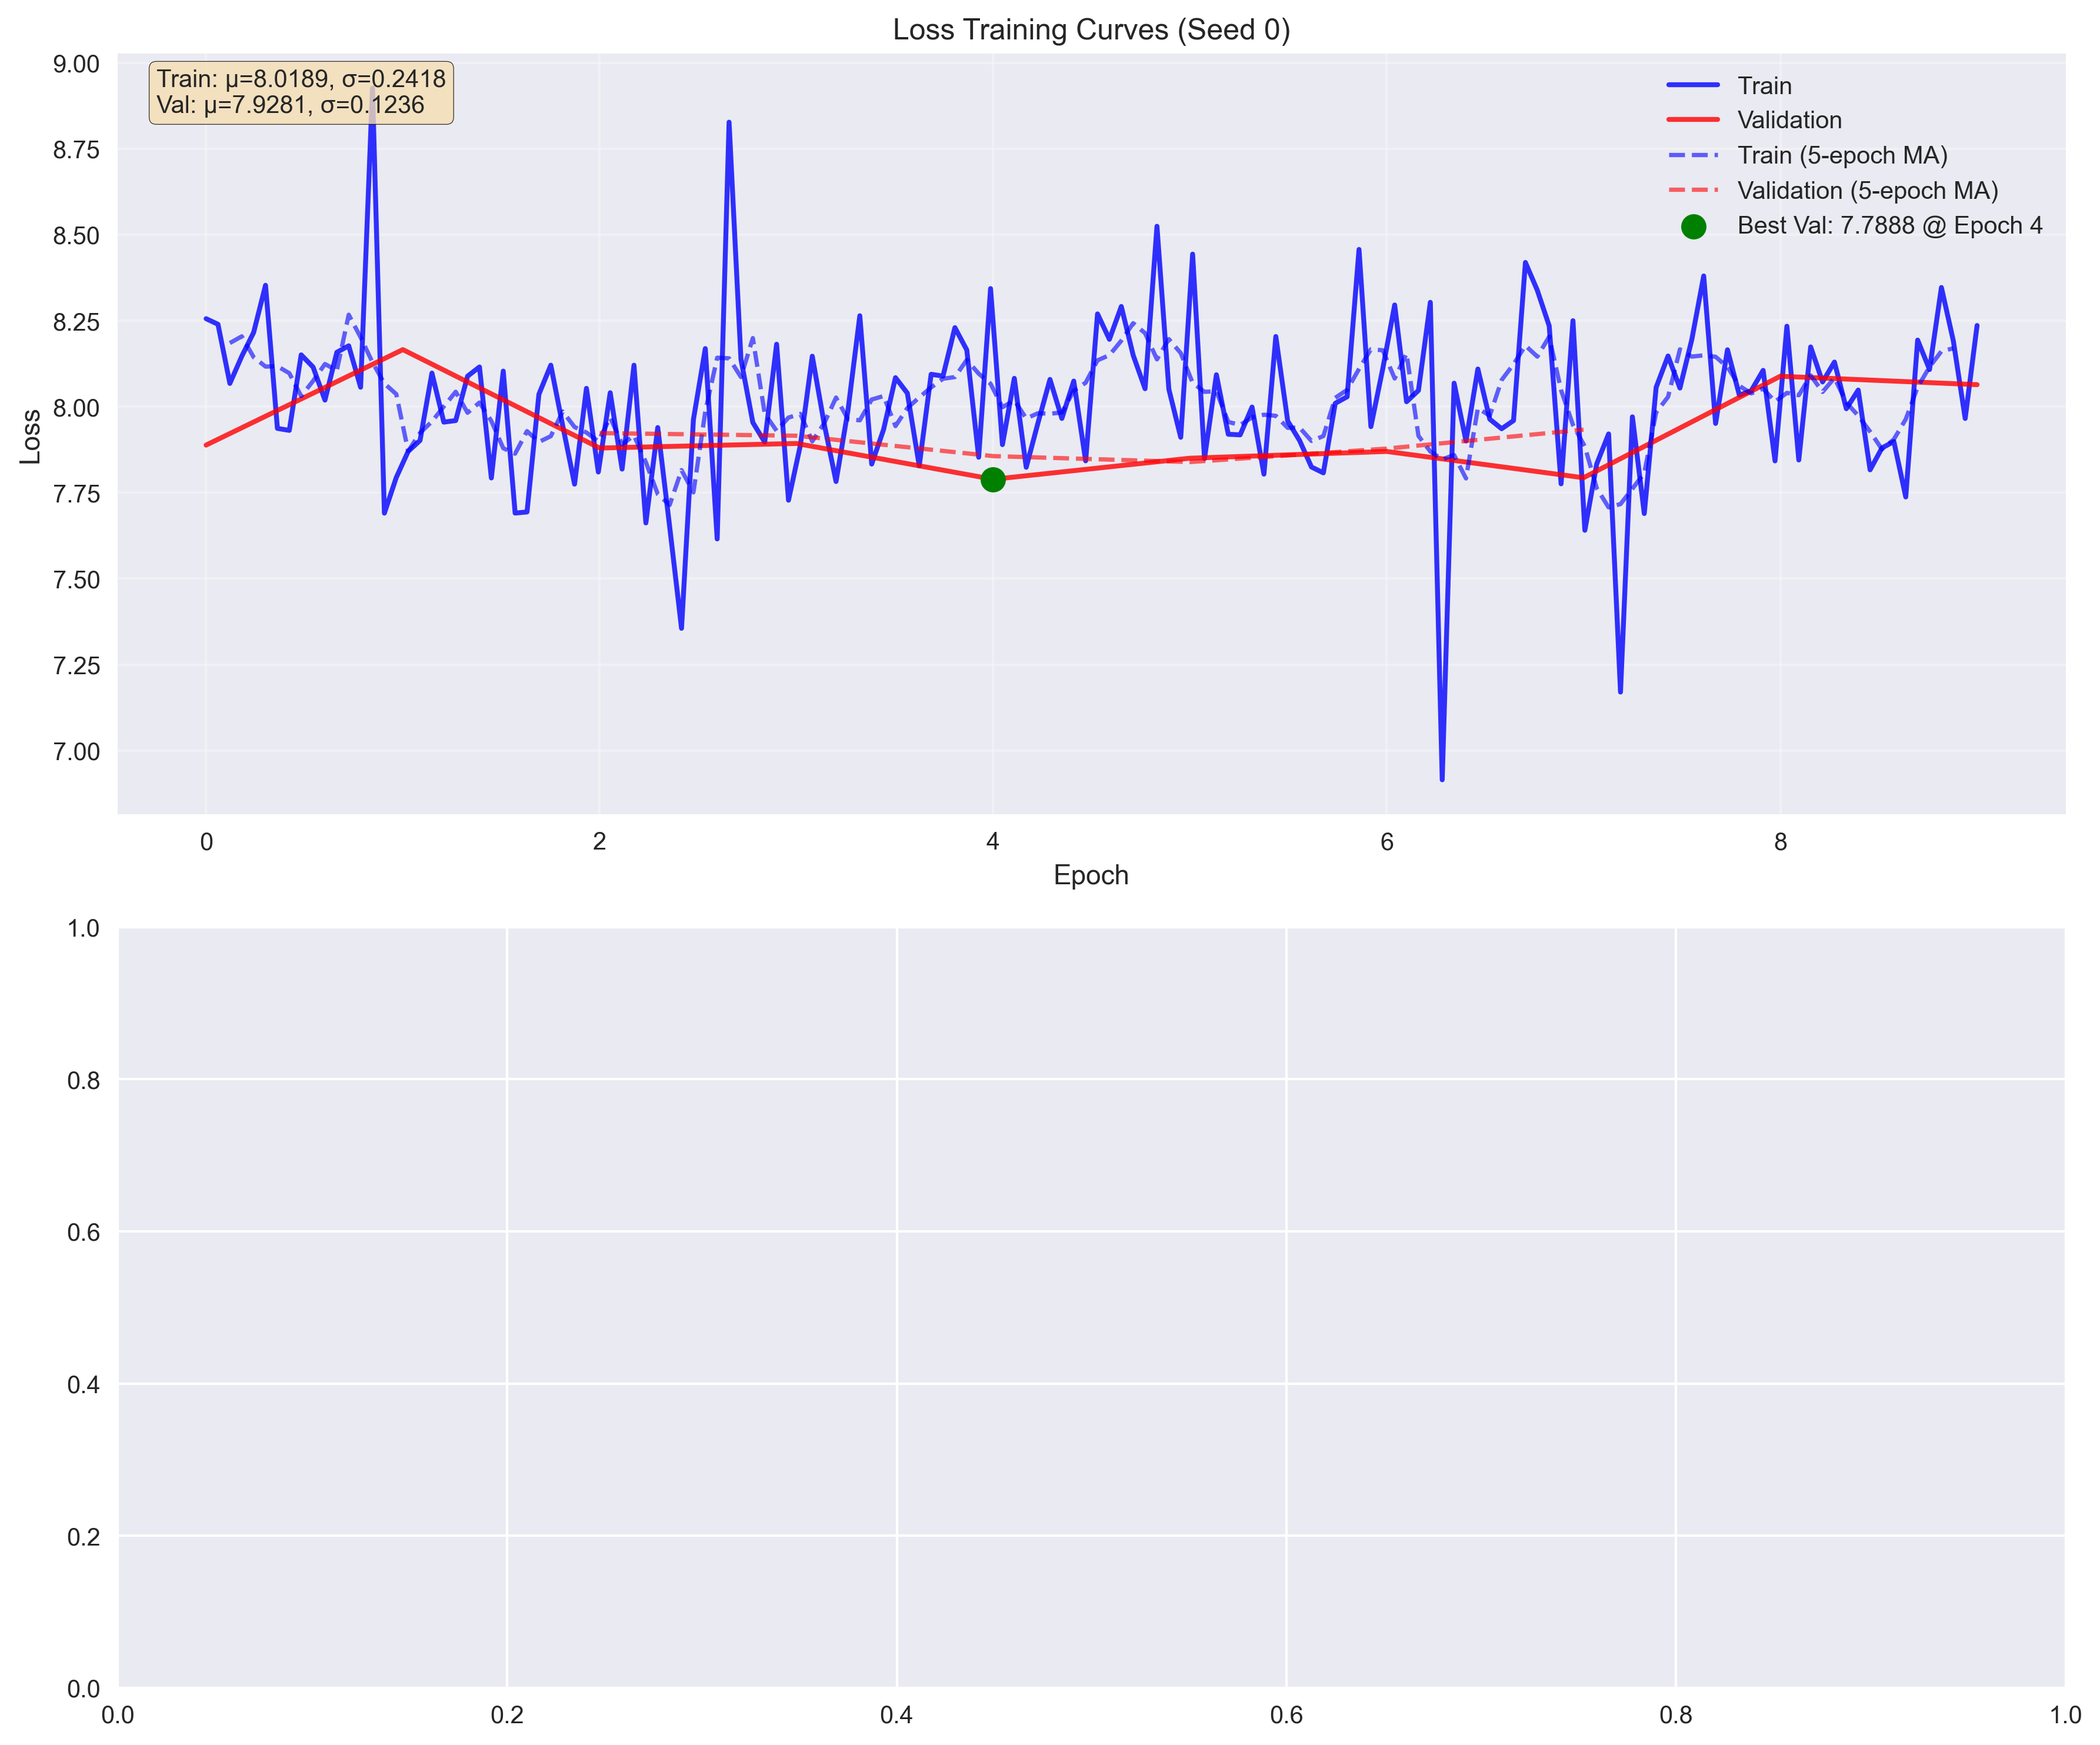 Loss Training Curves (Seed 0)
Train: μ=8.0189, σ=0.2418
Val: μ=7.9281, σ=0.1236
Train
Validation
Train (5-epoch MA)
Validation (5-epoch MA)
Best Val: 7.7888 @ Epoch 4
Loss
9.00
8.75
8.50
8.25
8.00
7.75
7.50
7.25
7.00
0 2 4 6 8
Epoch
1.0
0.8
0.6
0.4
0.2
0.0
0.0 0.2 0.4 0.6 0.8 1.0